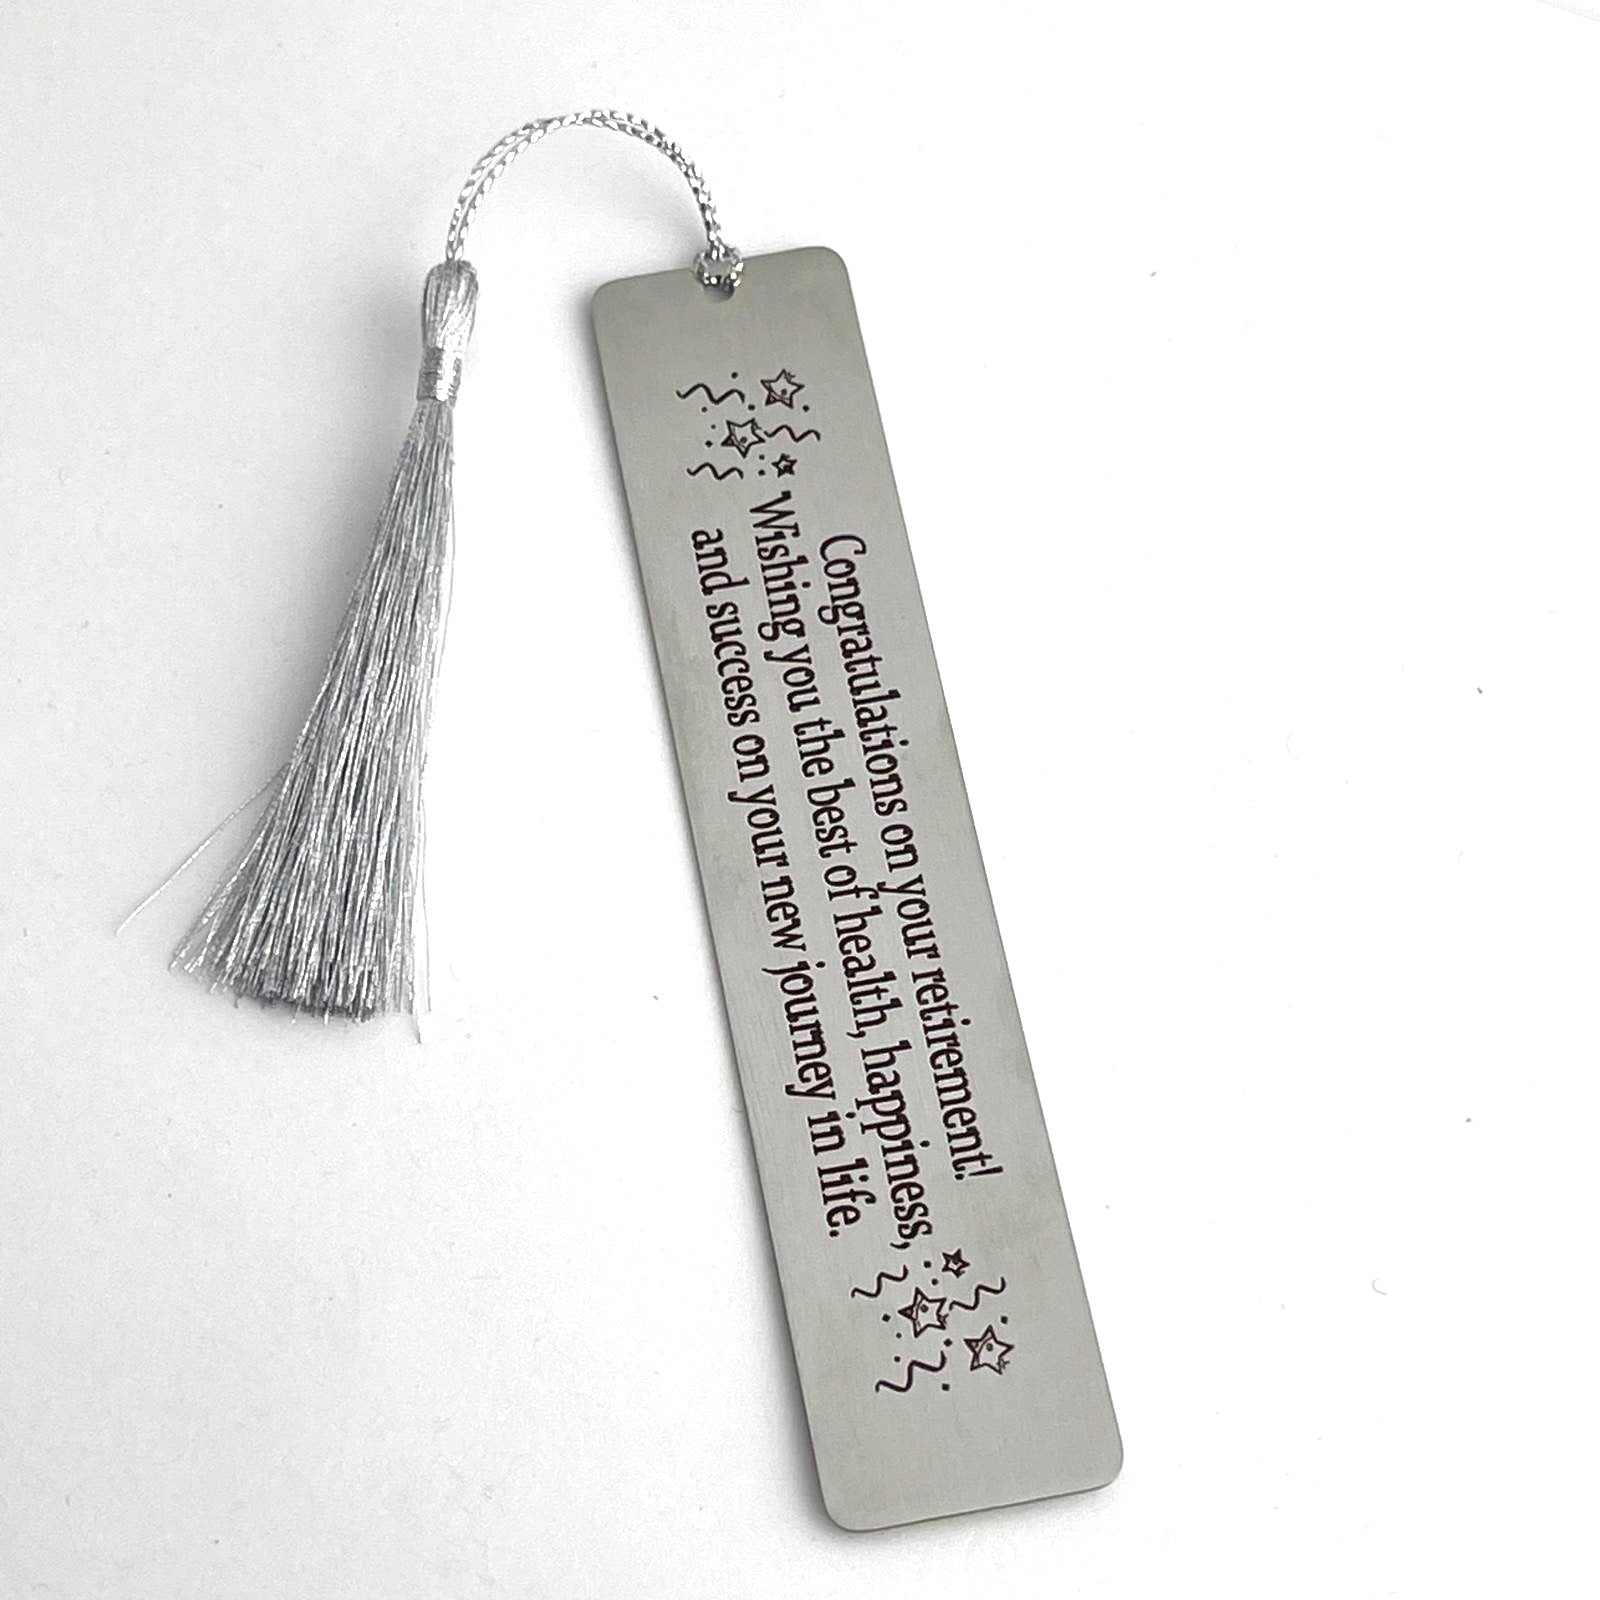 Congratulations on your retirement!
Wishing you the best of health, happiness,
and success on your new journey in life.